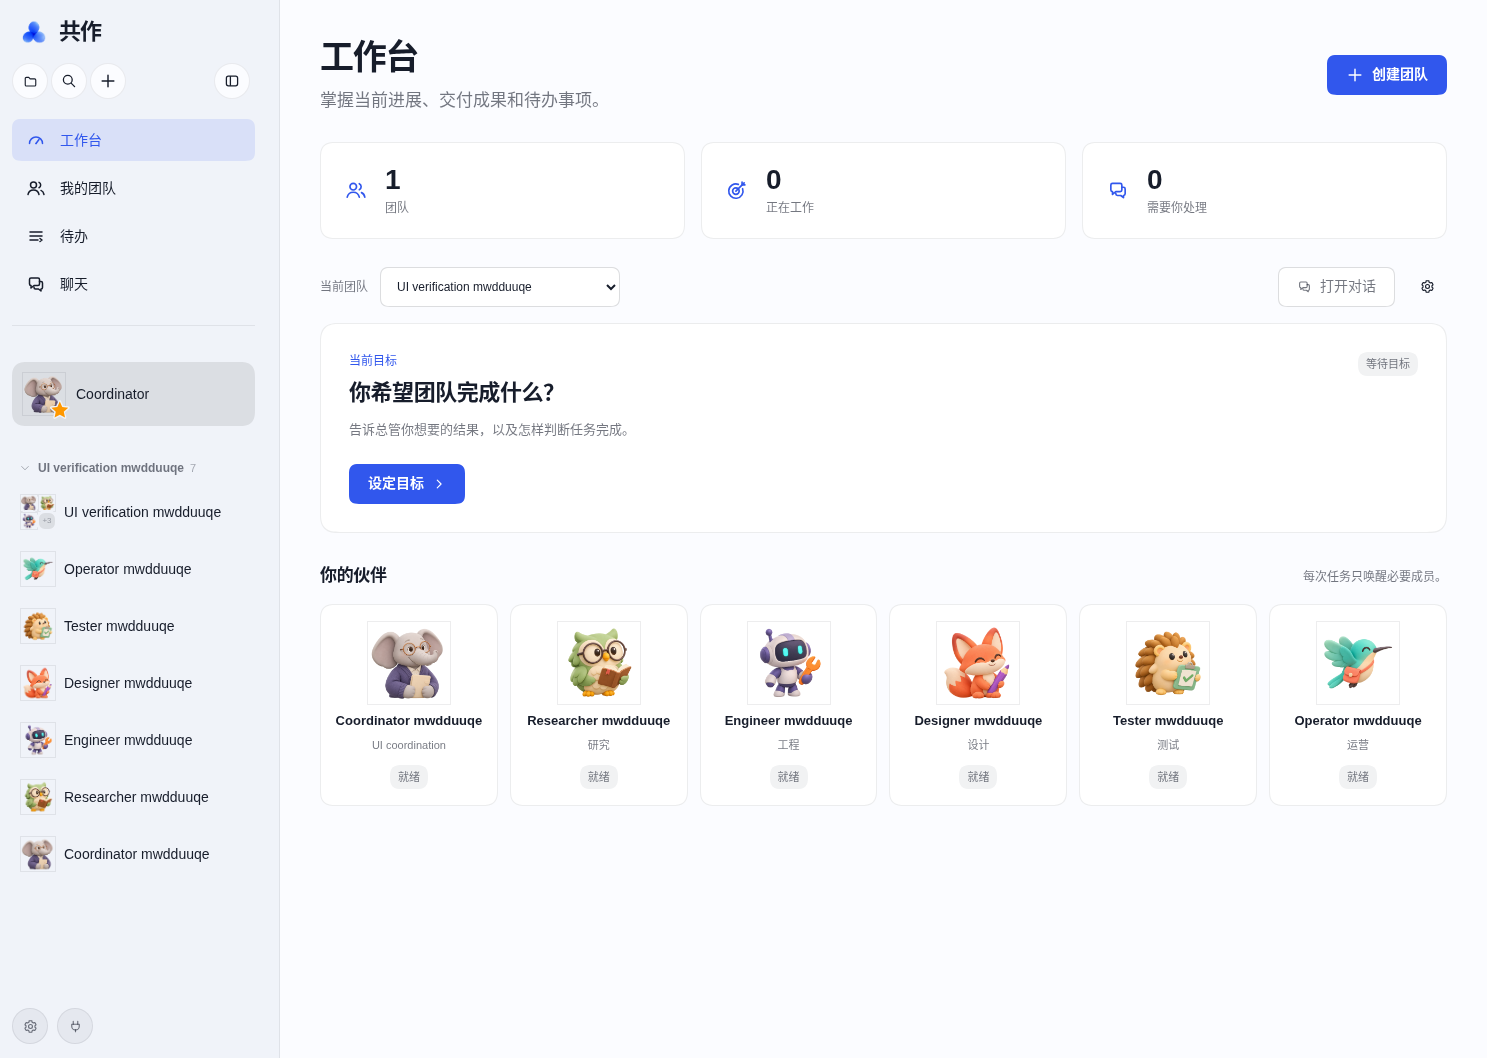 共作
工作台
我的团队
待办
聊天
Coordinator
UI verification mwdduuqe 7
+3
UI verification mwdduuqe
Operator mwdduuqe
Tester mwdduuqe
Designer mwdduuqe
Engineer mwdduuqe
Researcher mwdduuqe
Coordinator mwdduuqe
工作台
掌握当前进展、交付成果和待办事项。
创建团队
1
团队
0
正在工作
0
需要你处理
当前团队
UI verification mwdduuqe
打开对话
当前目标
等待目标
你希望团队完成什么?
告诉总管你想要的结果，以及怎样判断任务完成。
设定目标
你的伙伴
每次任务只唤醒必要成员。
Coordinator mwdduuqe
UI coordination
就绪
Researcher mwdduuqe
研究
就绪
Engineer mwdduuqe
工程
就绪
Designer mwdduuqe
设计
就绪
Tester mwdduuqe
测试
就绪
Operator mwdduuqe
运营
就绪